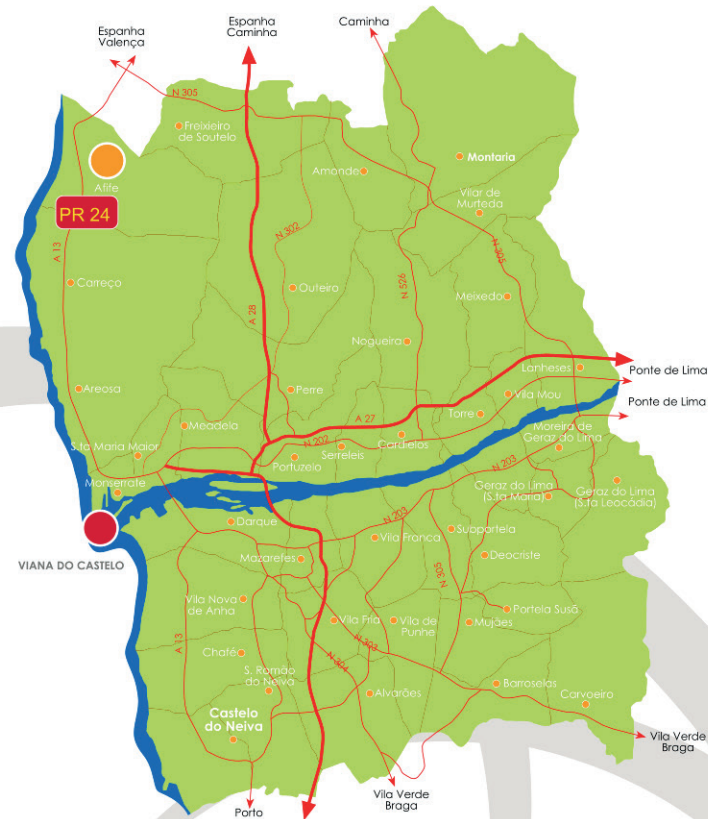 Espanha
Valença
Espanha
Caminha
Caminha
N 305
Freixieiro
de Soutelo
Montaria
Afife
Amonde
PR 24
Vilar de
Murteda
N 302
A 13
N 305
Carreço
Outeiro
N 526
Meixedo
A 28
Nogueira
Lanheses
Ponte de Lima
Areosa
Perre
Vila Mou
Ponte de Lima
A 27
Torre
Meadela
N 202
Cardielos
Moreira de
Geraz do Lima
S.ta Maria Maior
Serreleis
Portuzelo
N 203
Monserrate
Geraz do Lima
(S.ta Maria)
Geraz do Lima
(S.ta Leocádia)
Darque
N 203
Subportela
Vila Franca
VIANA DO CASTELO
Mazarefes
Deocriste
N 305
Vila Nova
de Anha
Portela Susã
Vila Fria
Vila de
Punhe
Mujães
A 13
N 303
Chafé
N 304
S. Romão
do Neiva
Barroselas
Alvarães
Carvoeiro
Castelo
do Neiva
Vila Verde
Braga
Vila Verde
Braga
Porto